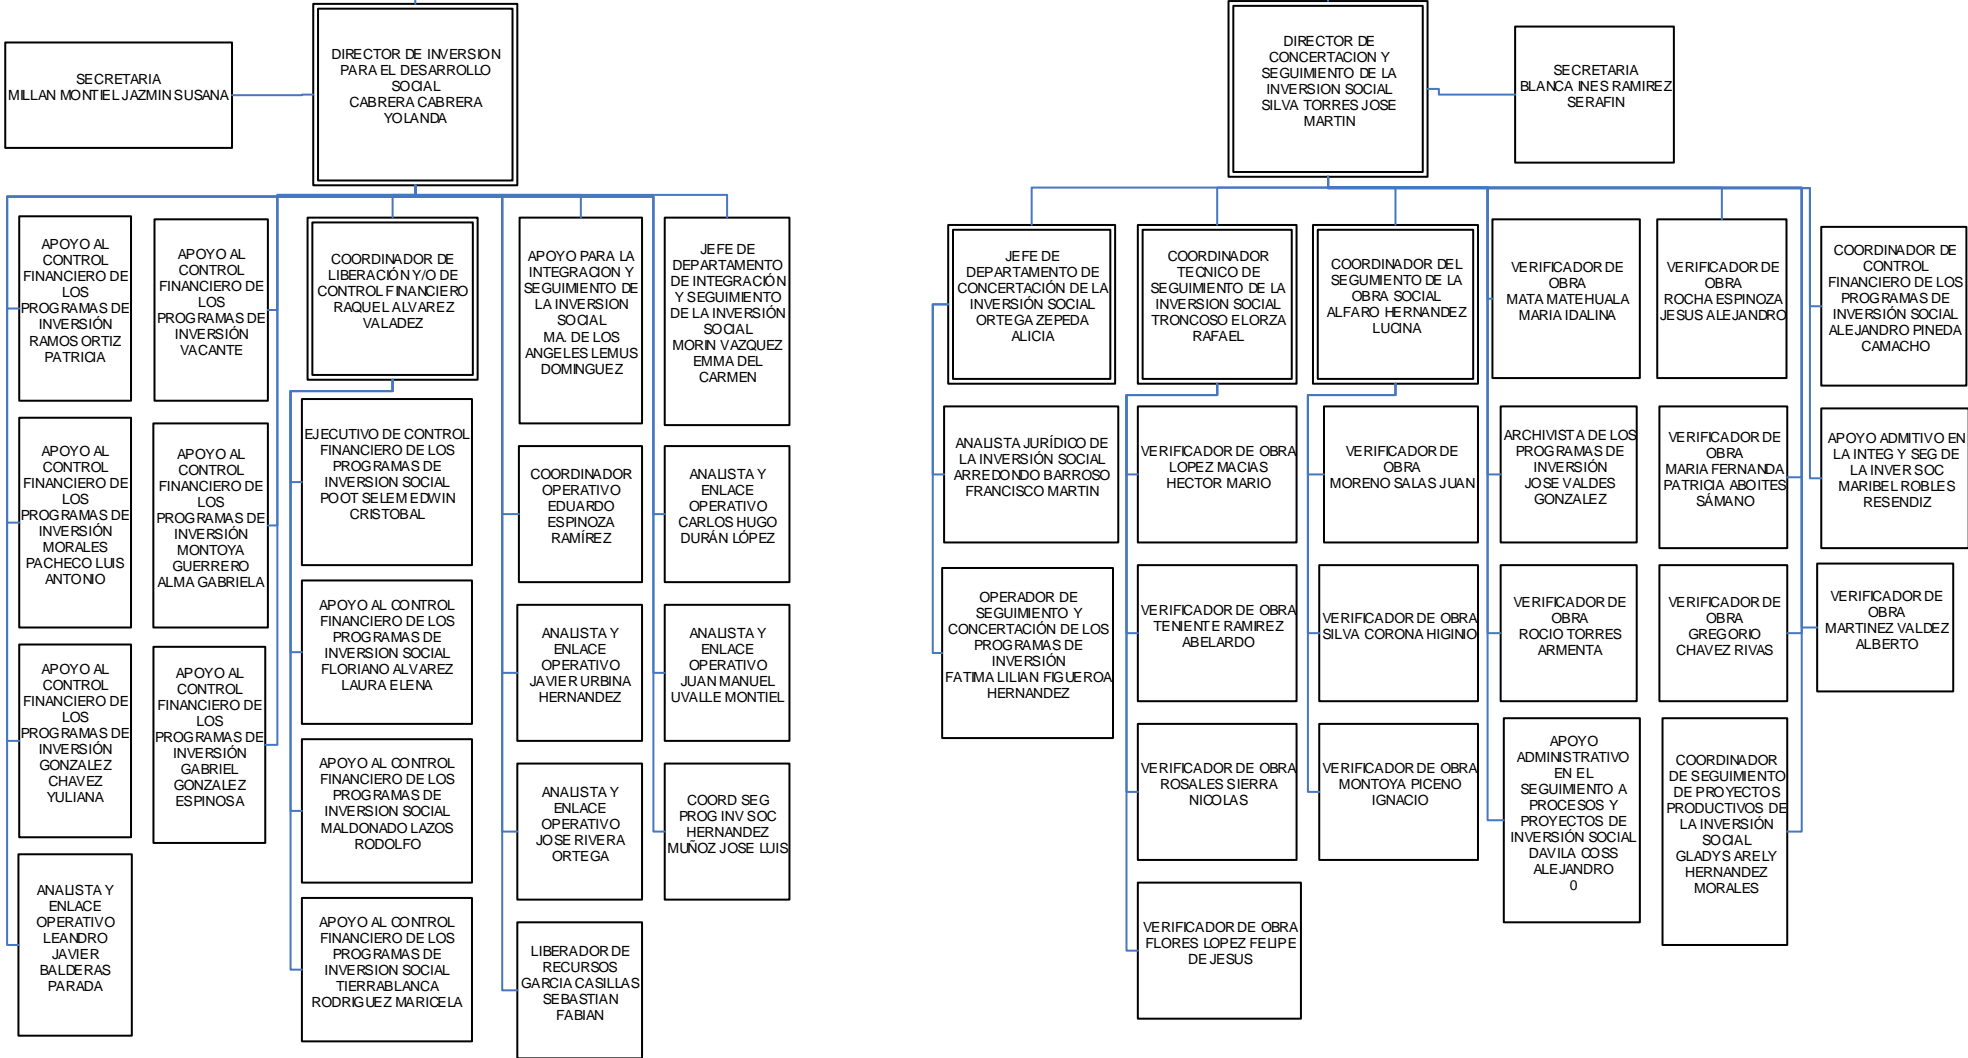 SECRETARIA
MILLAN MONTIEL JAZMIN SUSANA
DIRECTOR DE INVERSION
PARA EL DESARROLLO
SOCIAL
CABRERA CABRERA
YOLANDA
APOYO AL
CONTROL
FINANCIERO DE
LOS
PROGRAMAS DE
INVERSIÓN
RAMOS ORTIZ
PATRICIA
APOYO AL
CONTROL
FINANCIERO DE
LOS
PROGRAMAS DE
INVERSIÓN
VACANTE
COORDINADOR DE
LIBERACIÓN Y/O DE
CONTROL FINANCIERO
RAQUEL ALVAREZ
VALADEZ
APOYO PARA LA
INTEGRACION Y
SEGUIMIENTO DE
LA INVERSION
SOCIAL
MA. DE LOS
ANGELES LEMUS
DOMINGUEZ
JEFE DE
DEPARTAMENTO
DE INTEGRACIÓN
Y SEGUIMIENTO
DE LA INVERSIÓN
SOCIAL
MORIN VAZQUEZ
EMMA DEL
CARMEN
APOYO AL
CONTROL
FINANCIERO DE
LOS
PROGRAMAS DE
INVERSIÓN
MORALES
PACHECO LUIS
ANTONIO
APOYO AL
CONTROL
FINANCIERO DE
LOS
PROGRAMAS DE
INVERSIÓN
MONTOYA
GUERRERO
ALMA GABRIELA
EJECUTIVO DE CONTROL
FINANCIERO DE LOS
PROGRAMAS DE
INVERSION SOCIAL
POOT SELEM EDWIN
CRISTOBAL
COORDINADOR
OPERATIVO
EDUARDO
ESPINOZA
RAMÍREZ
ANALISTA Y
ENLACE
OPERATIVO
CARLOS HUGO
DURÁN LÓPEZ
APOYO AL CONTROL
FINANCIERO DE LOS
PROGRAMAS DE
INVERSION SOCIAL
FLORIANO ALVAREZ
LAURA ELENA
ANALISTA Y
ENLACE
OPERATIVO
JAVIER URBINA
HERNANDEZ
ANALISTA Y
ENLACE
OPERATIVO
JUAN MANUEL
UVALLE MONTIEL
APOYO AL
CONTROL
FINANCIERO DE
LOS
PROGRAMAS DE
INVERSIÓN
GONZALEZ
CHAVEZ
YULIANA
APOYO AL
CONTROL
FINANCIERO DE
LOS
PROGRAMAS DE
INVERSIÓN
GABRIEL
GONZALEZ
ESPINOSA
APOYO AL CONTROL
FINANCIERO DE LOS
PROGRAMAS DE
INVERSION SOCIAL
MALDONADO LAZOS
RODOLFO
ANALISTA Y
ENLACE
OPERATIVO
JOSE RIVERA
ORTEGA
COORD SEG
PROG INV SOC
HERNANDEZ
MUÑOZ JOSE LUIS
ANALISTA Y
ENLACE
OPERATIVO
LEANDRO
JAVIER
BALDERAS
PARADA
APOYO AL CONTROL
FINANCIERO DE LOS
PROGRAMAS DE
INVERSION SOCIAL
TIERRABLANCA
RODRIGUEZ MARICELA
LIBERADOR DE
RECURSOS
GARCIA CASILLAS
SEBASTIAN
FABIAN
DIRECTOR DE
CONCERTACION Y
SEGUIMIENTO DE LA
INVERSION SOCIAL
SILVA TORRES JOSE
MARTIN
SECRETARIA
BLANCA INES RAMIREZ
SERAFIN
JEFE DE
DEPARTAMENTO DE
CONCERTACIÓN DE LA
INVERSIÓN SOCIAL
ORTEGA ZEPEDA
ALICIA
COORDINADOR
TECNICO DE
SEGUIMIENTO DE LA
INVERSION SOCIAL
TRONCOSO ELORZA
RAFAEL
COORDINADOR DEL
SEGUMIENTO DE LA
OBRA SOCIAL
ALFARO HERNANDEZ
LUCINA
VERIFICADOR DE
OBRA
MATA MATEHUALA
MARIA IDALINA
VERIFICADOR DE
OBRA
ROCHA ESPINOZA
JESUS ALEJANDRO
COORDINADOR DE
CONTROL
FINANCIERO DE LOS
PROGRAMAS DE
INVERSIÓN SOCIAL
ALEJANDRO PINEDA
CAMACHO
ANALISTA JURÍDICO DE
LA INVERSIÓN SOCIAL
ARREDONDO BARROSO
FRANCISCO MARTIN
VERIFICADOR DE OBRA
LOPEZ MACIAS
HECTOR MARIO
VERIFICADOR DE
OBRA
MORENO SALAS JUAN
ARCHIVISTA DE LOS
PROGRAMAS DE
INVERSIÓN
JOSE VALDES
GONZALEZ
VERIFICADOR DE
OBRA
MARIA FERNANDA
PATRICIA ABOITES
SÁMANO
APOYO ADMITIVO EN
LA INTEG Y SEG DE
LA INVER SOC
MARIBEL ROBLES
RESENDIZ
OPERADOR DE
SEGUIMIENTO Y
CONCERTACIÓN DE LOS
PROGRAMAS DE
INVERSIÓN
FATIMA LILIAN FIGUEROA
HERNANDEZ
VERIFICADOR DE OBRA
TENIENTE RAMIREZ
ABELARDO
VERIFICADOR DE OBRA
SILVA CORONA HIGINIO
VERIFICADOR DE
OBRA
ROCIO TORRES
ARMENTA
VERIFICADOR DE
OBRA
GREGORIO
CHAVEZ RIVAS
VERIFICADOR DE
OBRA
MARTINEZ VALDEZ
ALBERTO
VERIFICADOR DE OBRA
ROSALES SIERRA
NICOLAS
VERIFICADOR DE OBRA
MONTOYA PICENO
IGNACIO
APOYO
ADMINISTRATIVO
EN EL
SEGUIMIENTO A
PROCESOS Y
PROYECTOS DE
INVERSIÓN SOCIAL
DAVILA COSS
ALEJANDRO
0
COORDINADOR
DE SEGUIMIENTO
DE PROYECTOS
PRODUCTIVOS DE
LA INVERSIÓN
SOCIAL
GLADYS ARELY
HERNANDEZ
MORALES
VERIFICADOR DE OBRA
FLORES LOPEZ FELIPE
DE JESUS